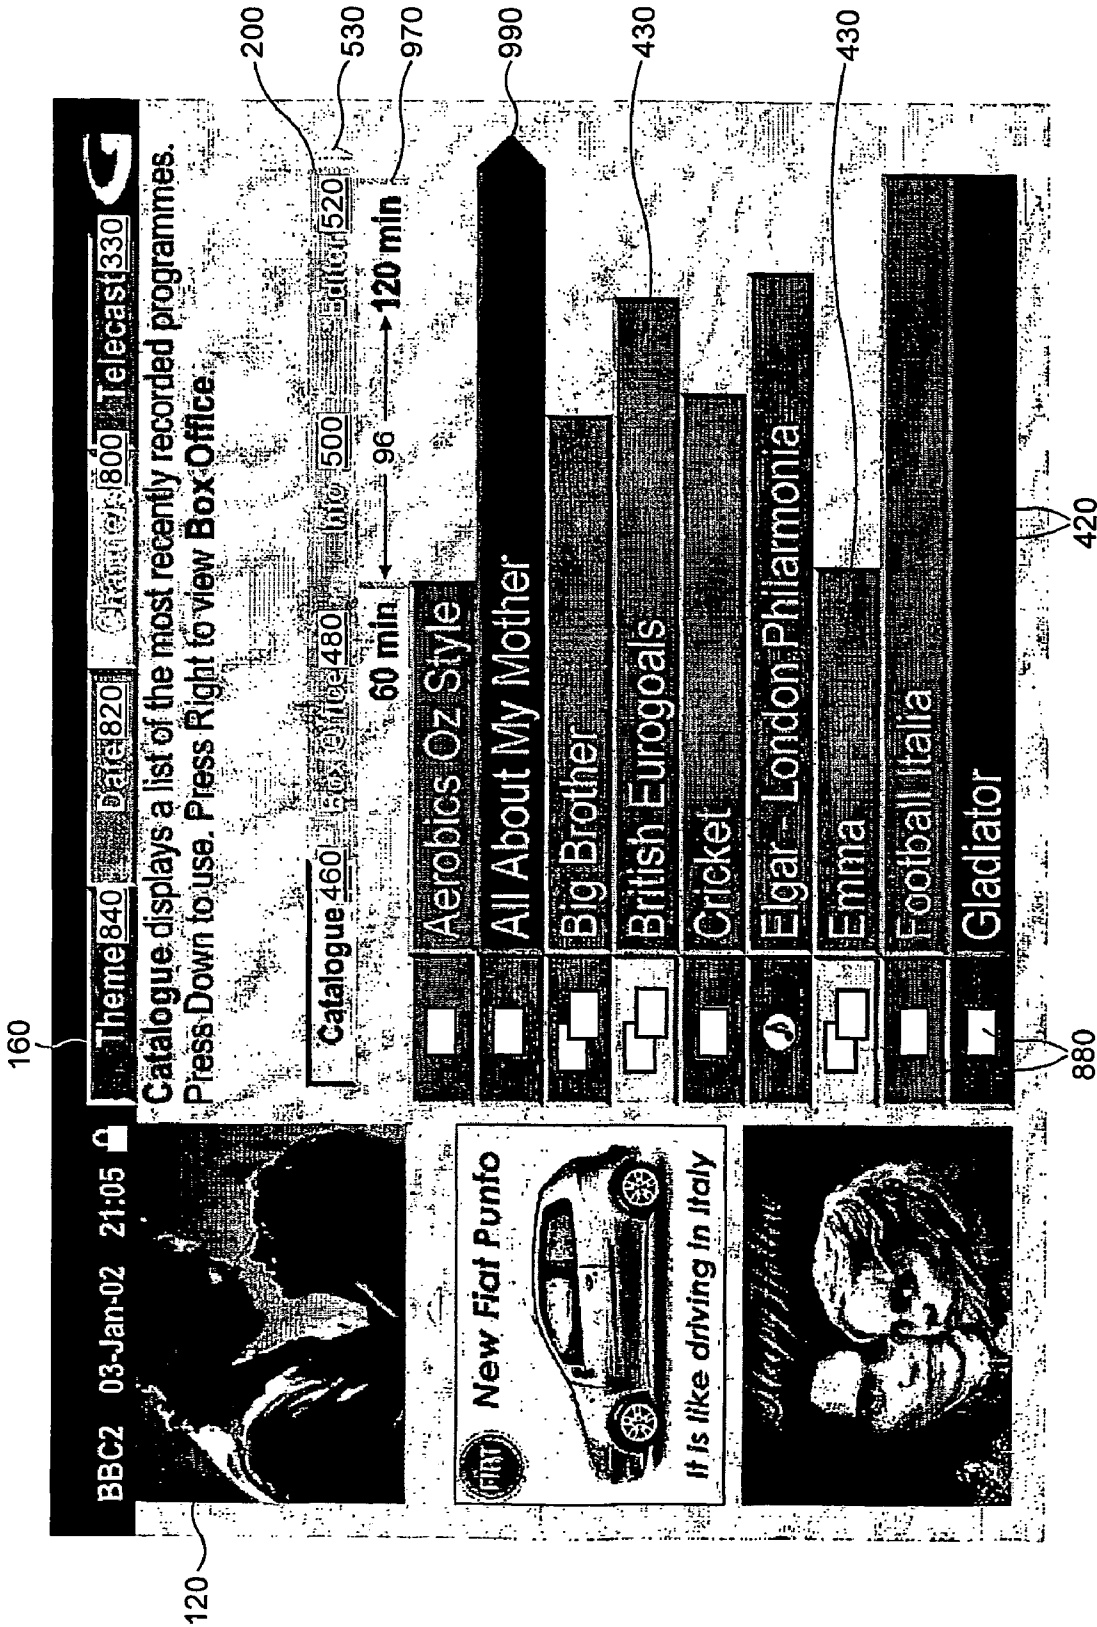 160
120
BBC2 03-Jan-02 21:05
Theme 840 Date 820 Channels 800 Telecast 330 G
Catalogue displays a list of the most recently recorded programmes.
Press Down to use. Press Right to view Box Office
Catalogue 460 Box Office 480 Info 500 Editor 520
60 min 96 120 min
Aerobics Oz Style
All About My Mother
Big Brother
British Eurogoals
Cricket
Elgar – London Philarmonia
Emma
Football Italia
Gladiator
FIAT New Fiat Punto
It is like driving in Italy
200
530
970
990
430
430
880
420